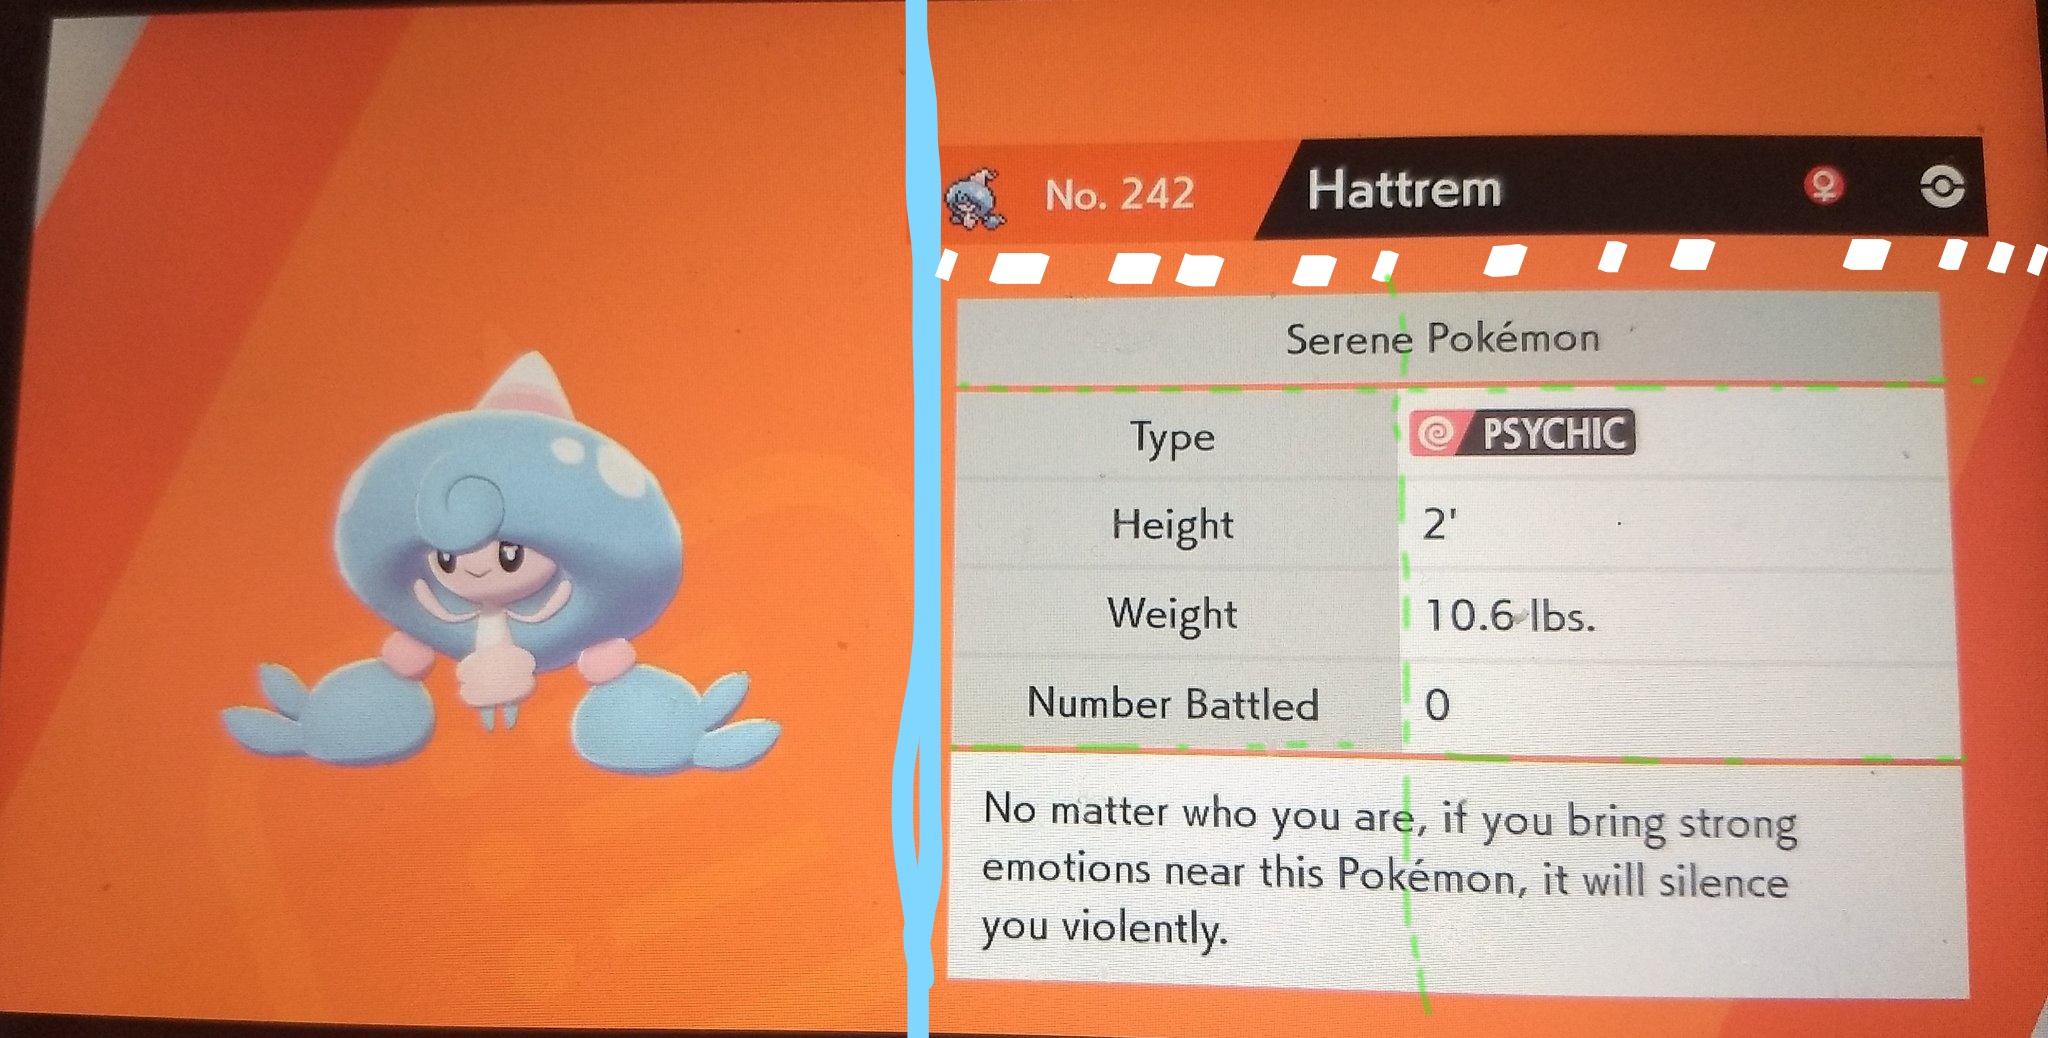 No. 242 Hattrem
Serene Pokémon
Type PSYCHIC
Height 2'
Weight 10.6 lbs.
Number Battled 0
No matter who you are, if you bring strong
emotions near this Pokémon, it will silence
you violently.